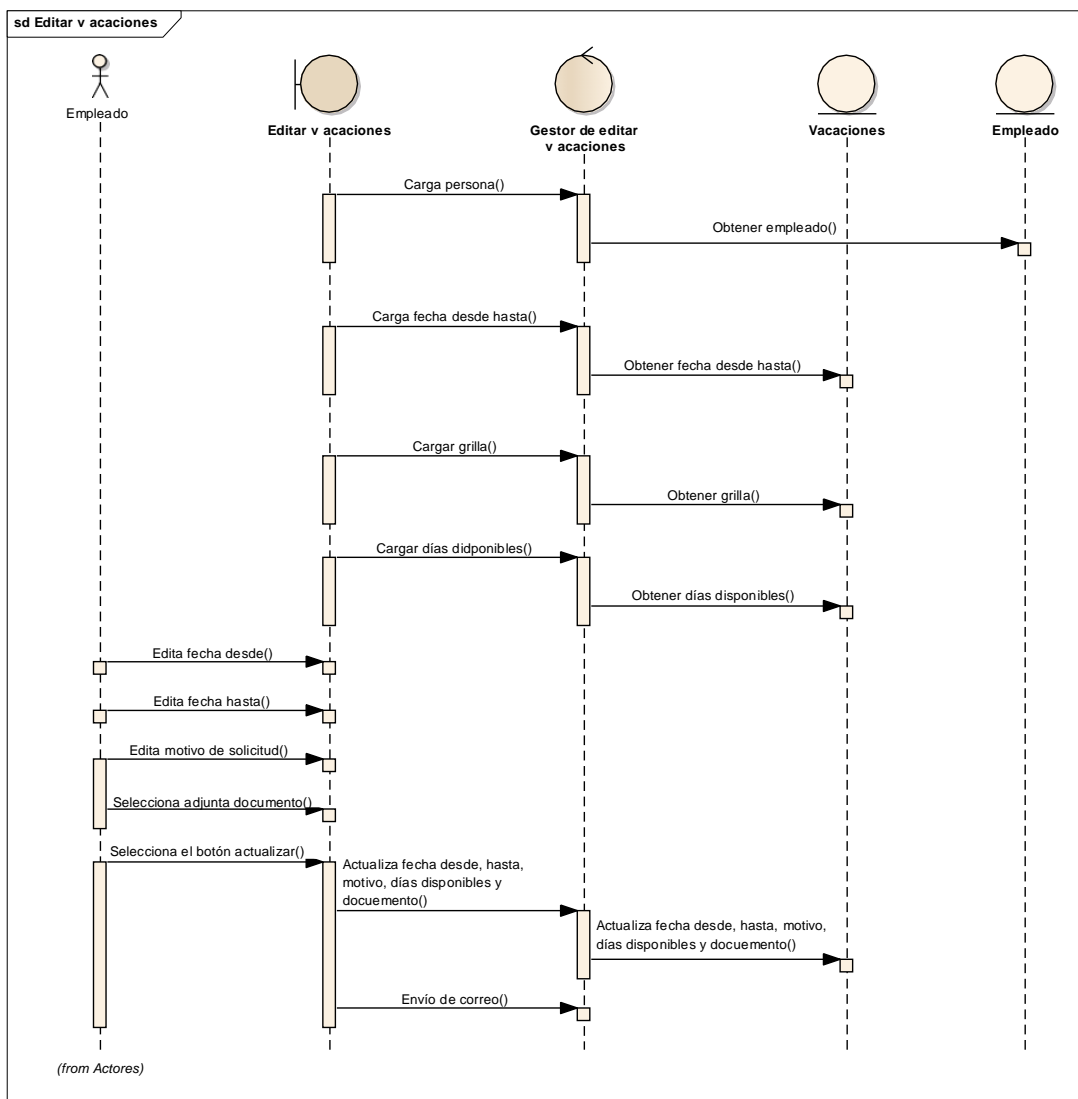 sd Editar v acaciones
Empleado
Editar v acaciones
Gestor de editar
v acaciones
Vacaciones
Empleado
Carga persona()
Obtener empleado()
Carga fecha desde hasta()
Obtener fecha desde hasta()
Cargar grilla()
Obtener grilla()
Cargar días didponibles()
Obtener días disponibles()
Edita fecha desde()
Edita fecha hasta()
Edita motivo de solicitud()
Selecciona adjunta documento()
Selecciona el botón actualizar()
Actualiza fecha desde, hasta,
motivo, días disponibles y
docuemento()
Actualiza fecha desde, hasta, motivo,
días disponibles y docuemento()
Envío de correo()
(from Actores)